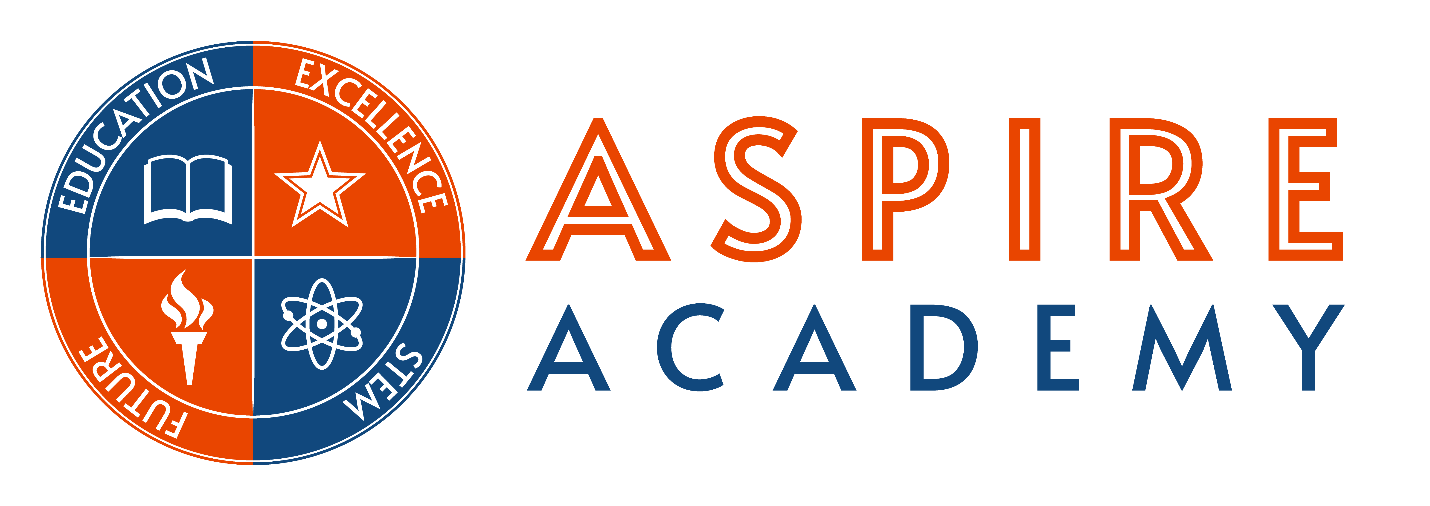 EDUCATION
EXCELLENCE
FUTURE
STEM
ASPIRE
ACADEMY